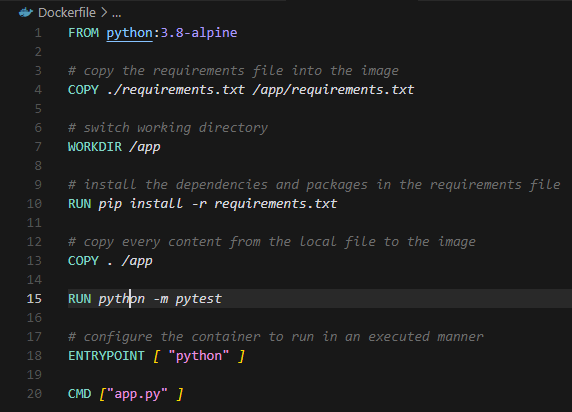 Dockerfile > ...
1 FROM python:3.8-alpine
2
3 # copy the requirements file into the image
4 COPY ./requirements.txt /app/requirements.txt
5
6 # switch working directory
7 WORKDIR /app
8
9 # install the dependencies and packages in the requirements file
10 RUN pip install -r requirements.txt
11
12 # copy every content from the local file to the image
13 COPY . /app
14
15 RUN python -m pytest
16
17 # configure the container to run in an executed manner
18 ENTRYPOINT [ "python" ]
19
20 CMD ["app.py" ]